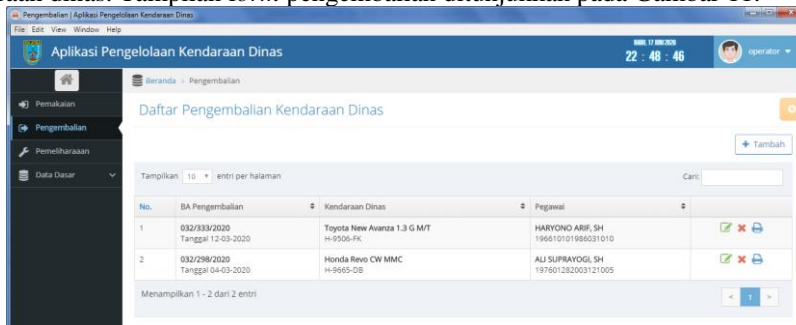 Pengembalian | Aplikasi Pengelolaan Kendaraan Dinas
File Edit View Window Help
Aplikasi Pengelolaan Kendaraan Dinas
22 : 48 : 46
operator
Beranda > Pengembalian
Pemakaian
Pengembalian
Pemeliharaaan
Data Dasar
Daftar Pengembalian Kendaraan Dinas
+ Tambah
Tampilkan 10 entri per halaman
Cari:
No. BA Pengembalian Kendaraan Dinas Pegawai
1 032/333/2020 Toyota New Avanza 1.3 G M/T HARYONO ARIF, SH
Tanggal 12-03-2020 H-9506-FK 196610101986031010
2 032/298/2020 Honda Revo CW MMC ALI SUPRAYOGI, SH
Tanggal 04-03-2020 H-9665-DB 197601282003121005
Menampilkan 1 - 2 dari 2 entri
< 1 >